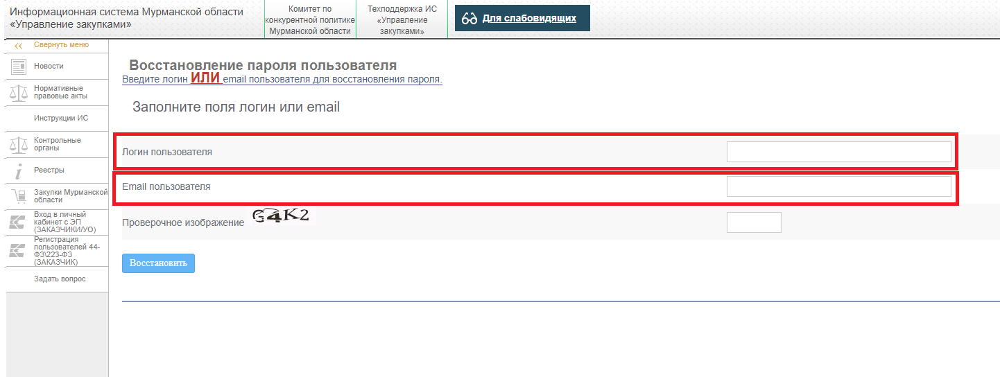 Информационная система Мурманской области
«Управление закупками»
Комитет по
конкурентной политике
Мурманской области
Техподдержка ИС
«Управление
закупками»
Для слабовидящих
Свернуть меню
Новости
Нормативные
правовые акты
Инструкции ИС
Контрольные
органы
Реестры
Закупки Мурманской
области
Вход в личный
кабинет с ЭП
(ЗАКАЗЧИКИ/УО)
Регистрация
пользователей 44-
ФЗ\223-ФЗ
(ЗАКАЗЧИК)
Задать вопрос
Восстановление пароля пользователя
Введите логин ИЛИ email пользователя для восстановления пароля.
Заполните поля логин или email
Логин пользователя
Email пользователя
Проверочное изображение G4K2
Восстановить